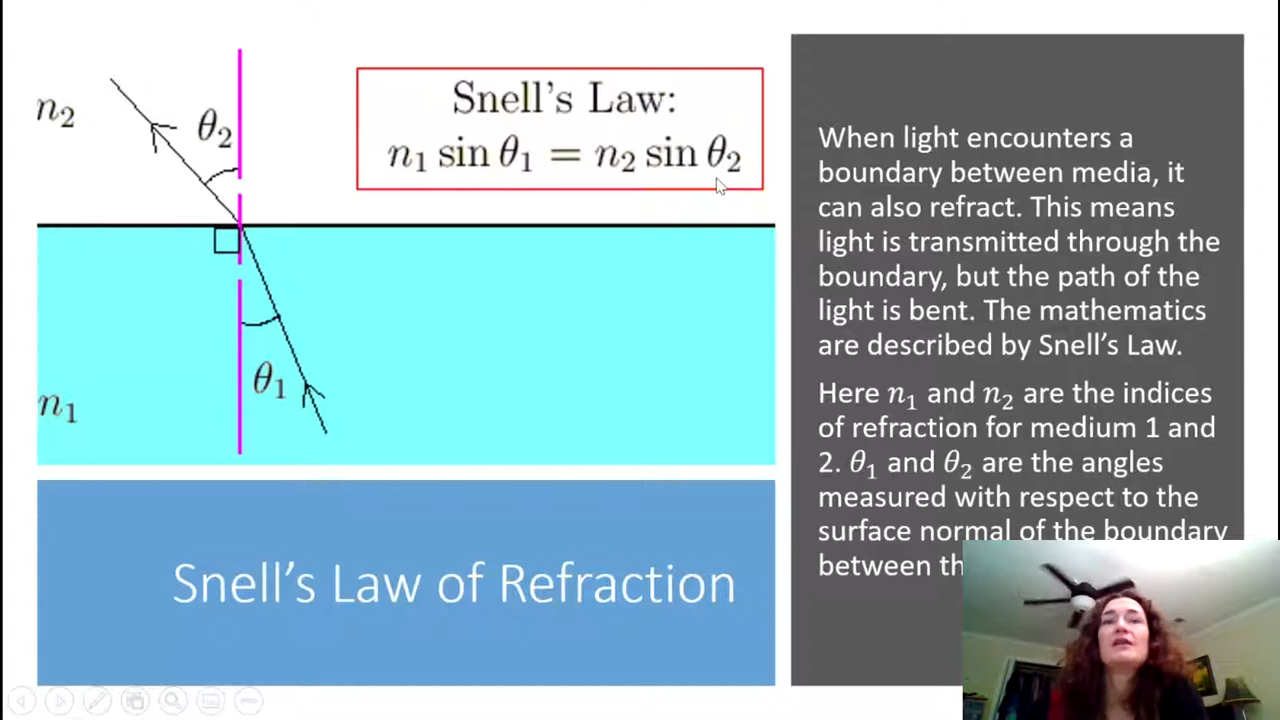 n₂
θ₂
Snell's Law:
n₁ sin θ₁ = n₂ sin θ₂
θ₁
n₁
Snell's Law of Refraction
When light encounters a
boundary between media, it
can also refract. This means
light is transmitted through the
boundary, but the path of the
light is bent. The mathematics
are described by Snell's Law.
Here n₁ and n₂ are the indices
of refraction for medium 1 and
2. θ₁ and θ₂ are the angles
measured with respect to the
surface normal of the boundary
between